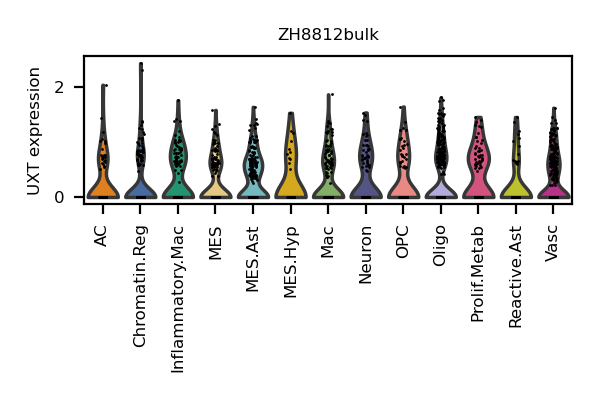 ZH8812bulk
UXT expression
2
0
AC
Chromatin.Reg
Inflammatory.Mac
MES
MES.Ast
MES.Hyp
Mac
Neuron
OPC
Oligo
Prolif.Metab
Reactive.Ast
Vasc